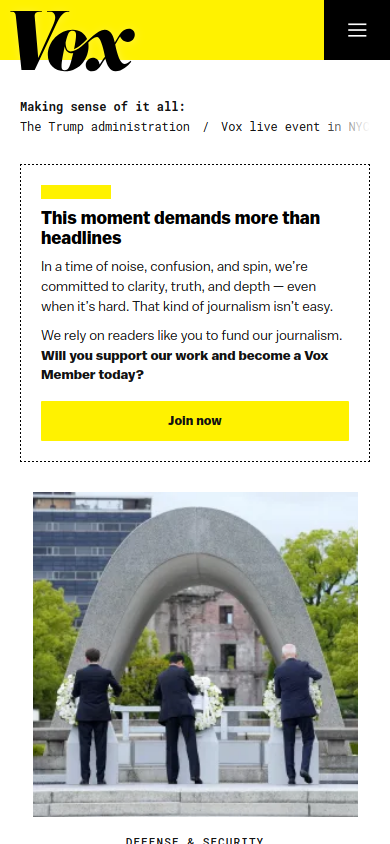 Vox
Making sense of it all:
The Trump administration / Vox live event in NYC
This moment demands more than
headlines
In a time of noise, confusion, and spin, we're
committed to clarity, truth, and depth — even
when it's hard. That kind of journalism isn't easy.
We rely on readers like you to fund our journalism.
Will you support our work and become a Vox
Member today?
Join now
DEFENSE & SECURITY